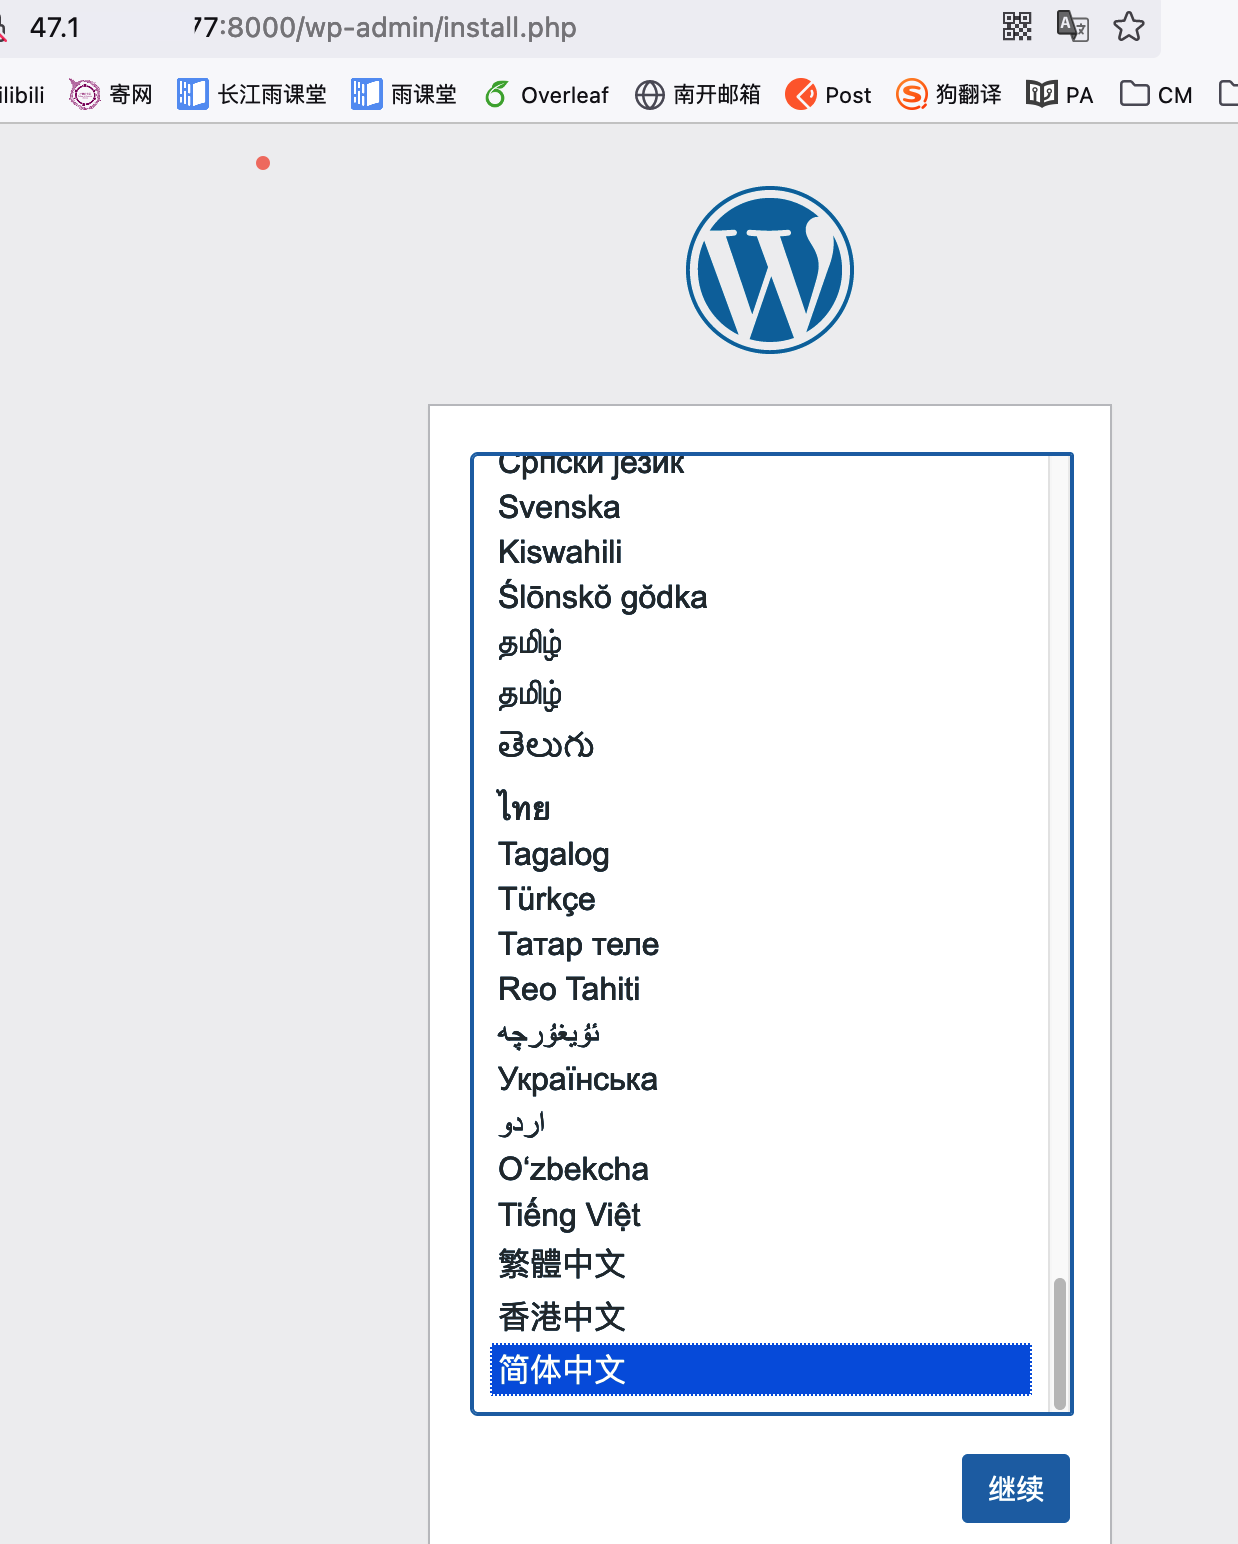 47.1 77:8000/wp-admin/install.php
ilibili 寄网 长江雨课堂 雨课堂 Overleaf 南开邮箱 Post 狗翻译 PA CM
Српски језик
Svenska
Kiswahili
Ślōnskŏ gŏdka
தமிழ்
தமிழ்
తెలుగు
ไทย
Tagalog
Türkçe
Татар теле
Reo Tahiti
ئۇيغۇرچە
Українська
اردو
O‘zbekcha
Tiếng Việt
繁體中文
香港中文
简体中文
继续